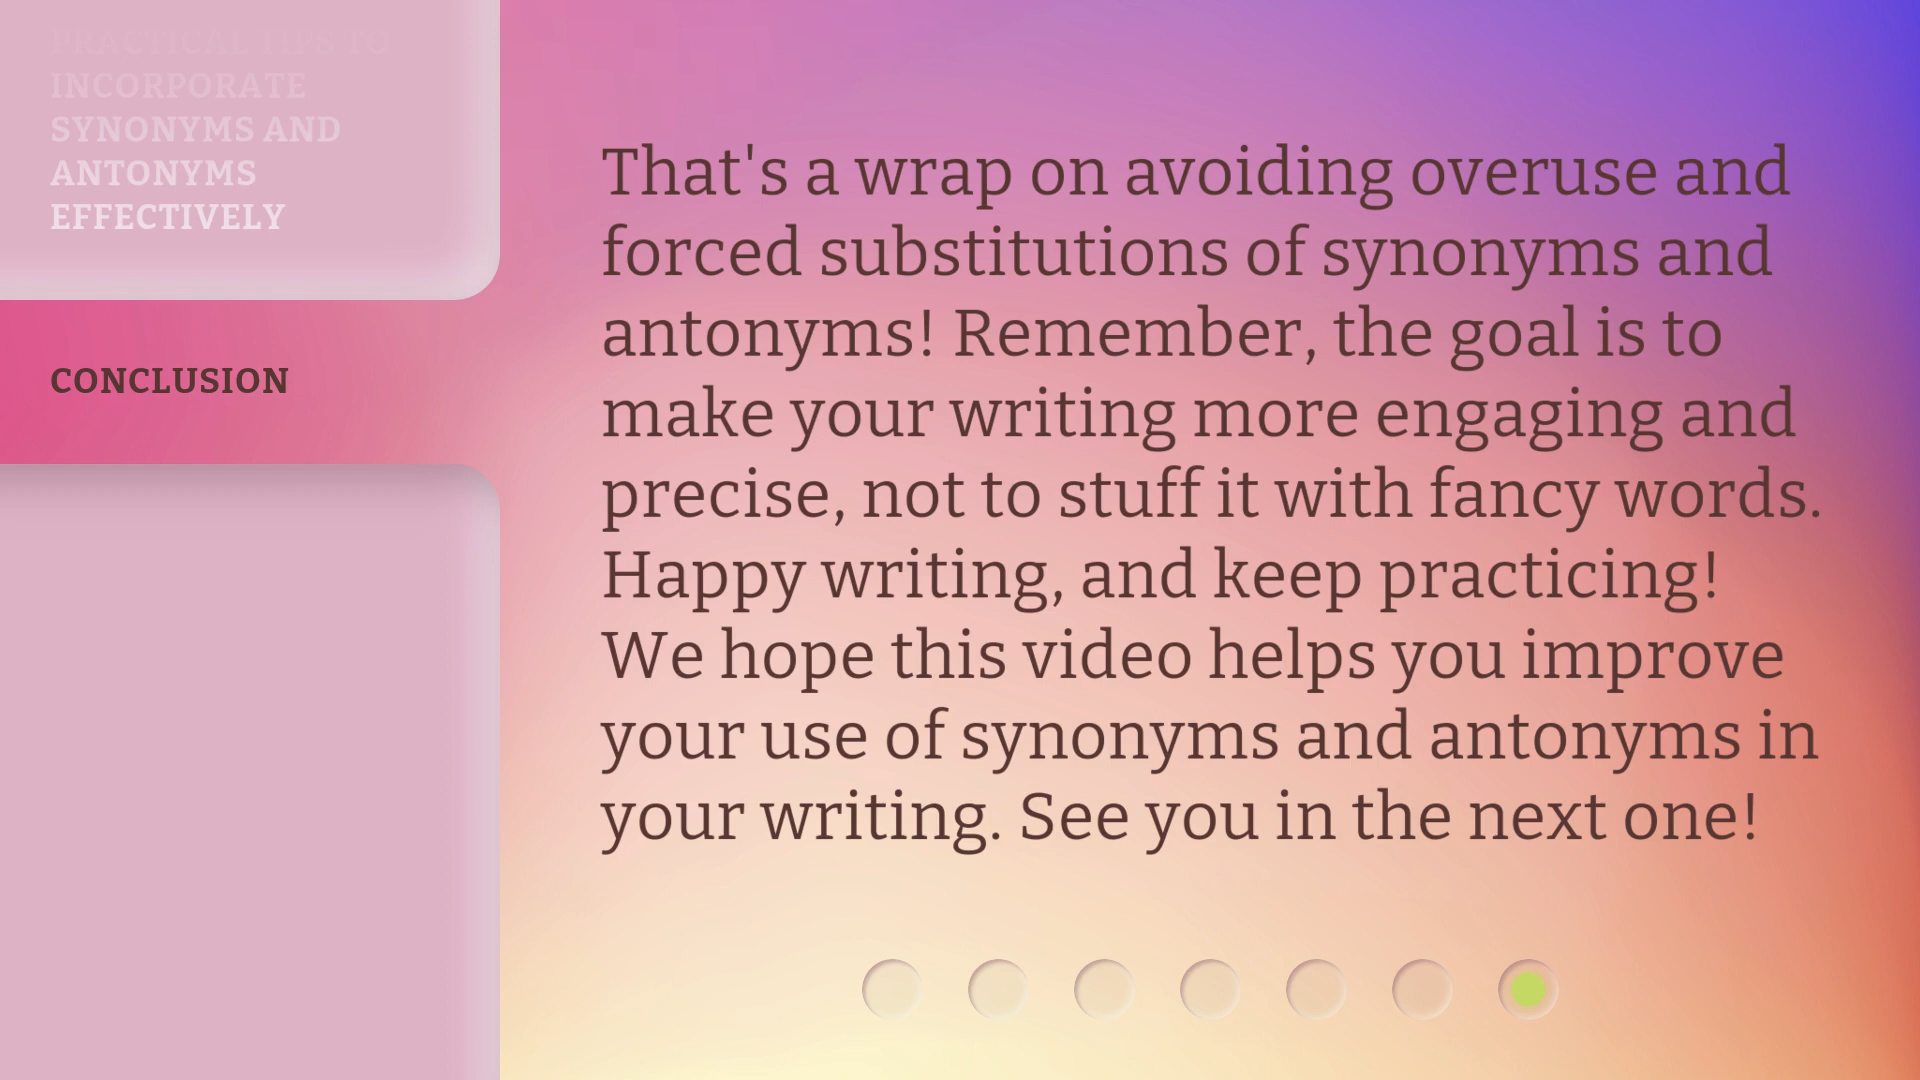 PRACTICAL TIPS TO
INCORPORATE
SYNONYMS AND
ANTONYMS
EFFECTIVELY
CONCLUSION
That's a wrap on avoiding overuse and
forced substitutions of synonyms and
antonyms! Remember, the goal is to
make your writing more engaging and
precise, not to stuff it with fancy words.
Happy writing, and keep practicing!
We hope this video helps you improve
your use of synonyms and antonyms in
your writing. See you in the next one!